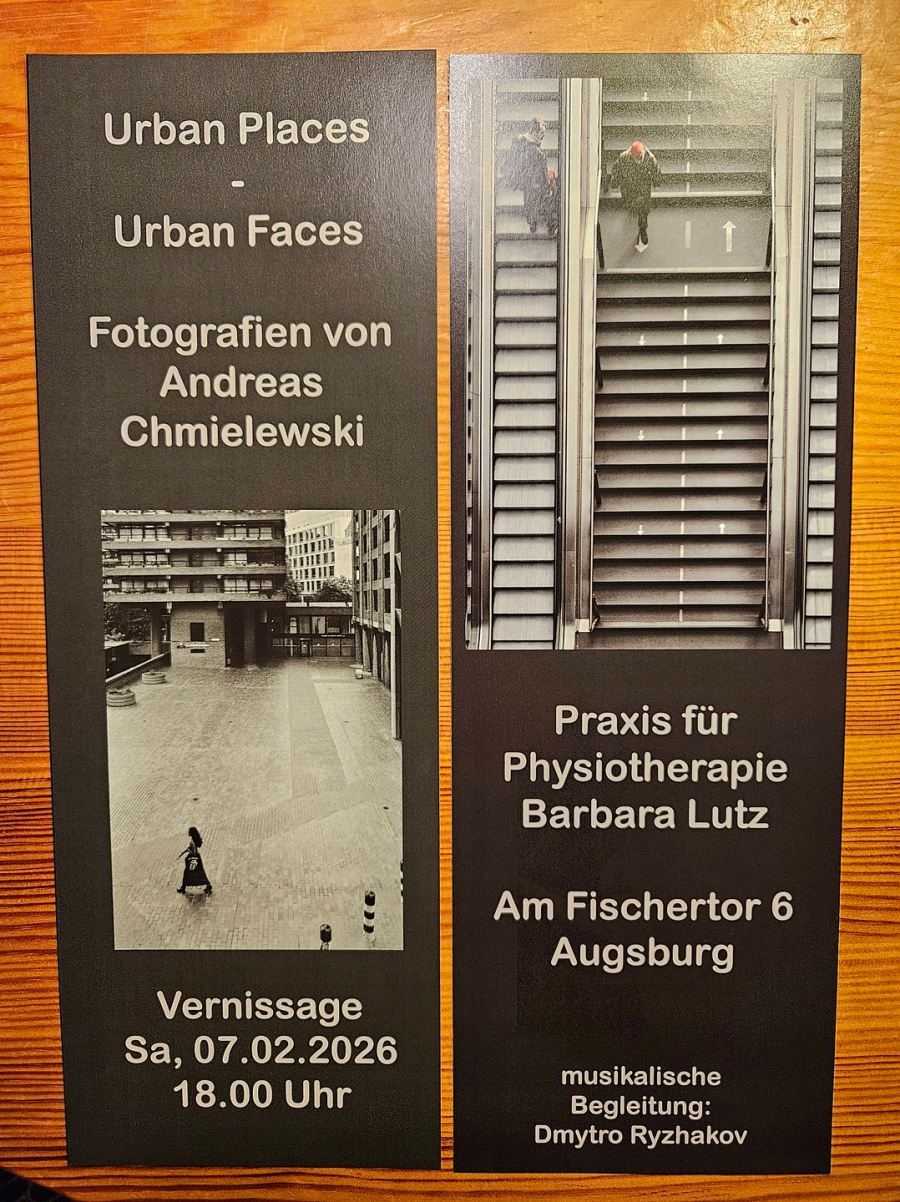 Urban Places
-
Urban Faces
Fotografien von
Andreas
Chmielewski
Vernissage
Sa, 07.02.2026
18.00 Uhr
Praxis für
Physiotherapie
Barbara Lutz
Am Fischertor 6
Augsburg
musikalische
Begleitung:
Dmytro Ryzhakov